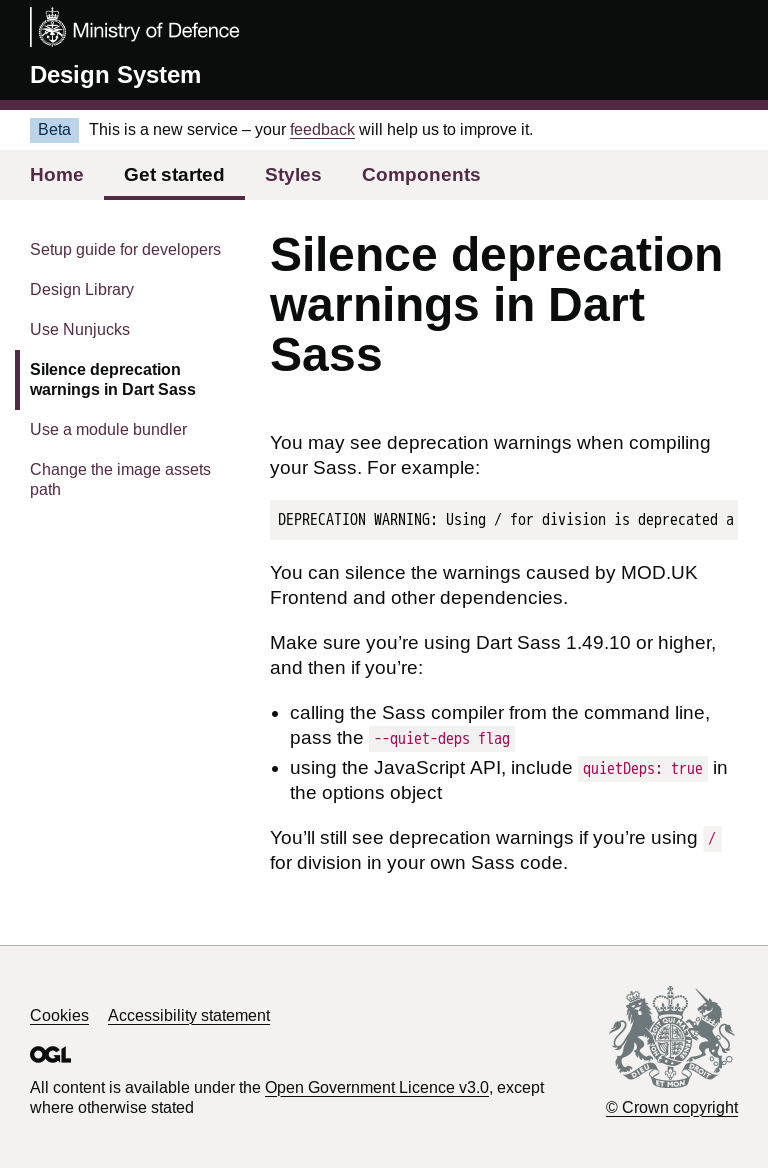 Ministry of Defence
Design System
Beta This is a new service – your feedback will help us to improve it.
Home Get started Styles Components
Setup guide for developers
Design Library
Use Nunjucks
Silence deprecation
warnings in Dart Sass
Use a module bundler
Change the image assets
path
Silence deprecation
warnings in Dart
Sass
You may see deprecation warnings when compiling
your Sass. For example:
DEPRECATION WARNING: Using / for division is deprecated a
You can silence the warnings caused by MOD.UK
Frontend and other dependencies.
Make sure you’re using Dart Sass 1.49.10 or higher,
and then if you’re:
• calling the Sass compiler from the command line,
pass the --quiet-deps flag
• using the JavaScript API, include quietDeps: true in
the options object
You’ll still see deprecation warnings if you’re using /
for division in your own Sass code.
Cookies Accessibility statement
OGL
All content is available under the Open Government Licence v3.0, except
where otherwise stated
© Crown copyright